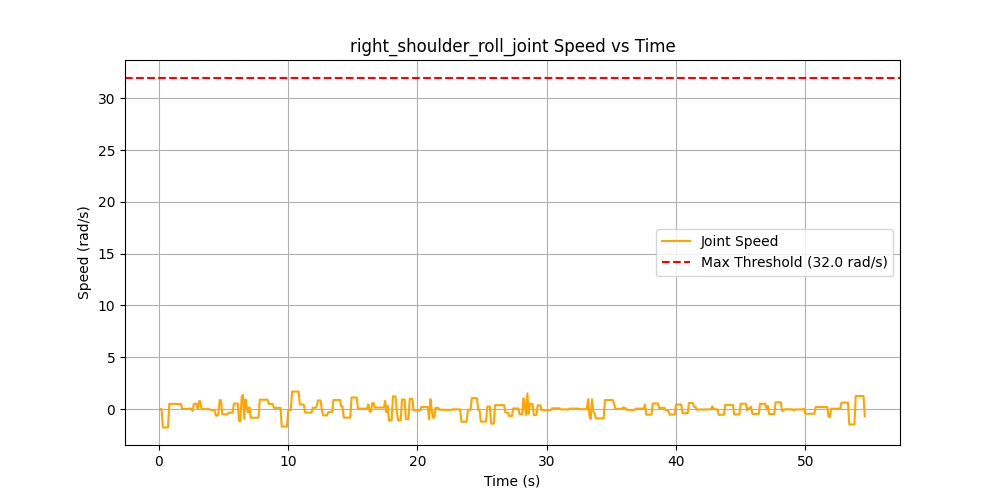 right_shoulder_roll_joint Speed vs Time
Speed (rad/s)
30
25
20
15
10
5
0
Joint Speed
Max Threshold (32.0 rad/s)
0
10
20
30
40
50
Time (s)